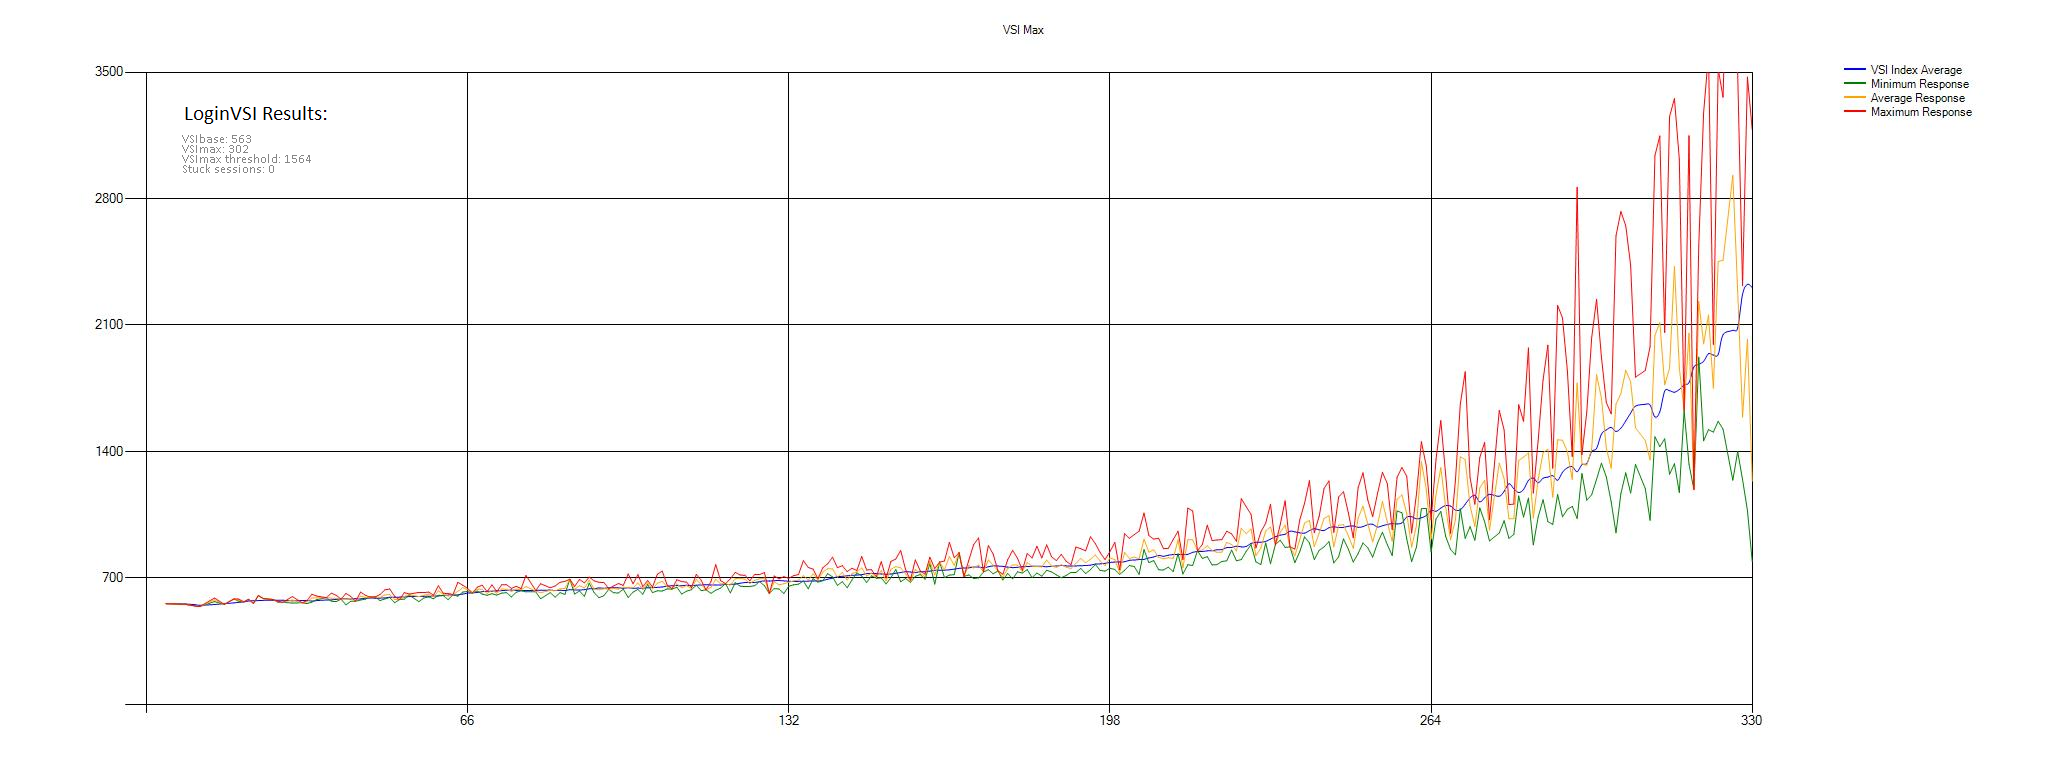 VSI Max
3500
2800
2100
1400
700
66
132
198
264
330
LoginVSI Results:
VSIbase: 563
VSImax: 302
VSImax threshold: 1564
Stuck sessions: 0
VSI Index Average
Minimum Response
Average Response
Maximum Response